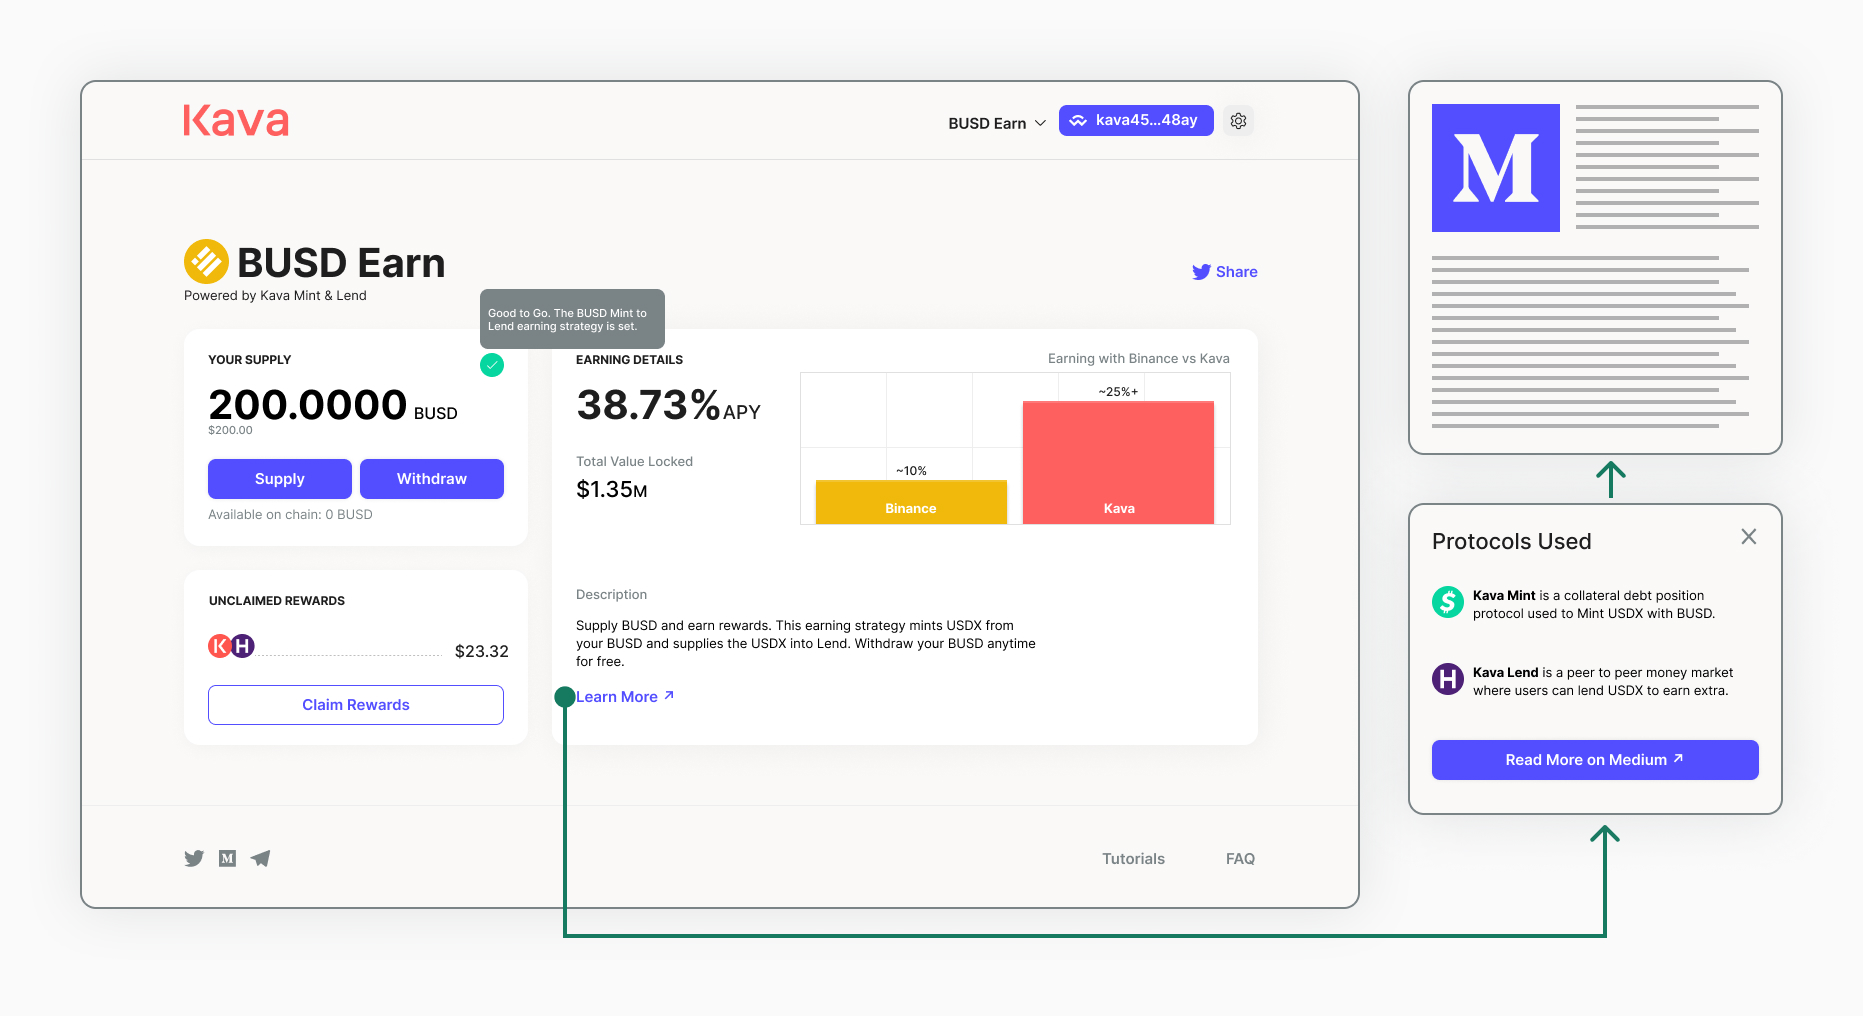 Kava
BUSD Earn
kava45...48ay
BUSD Earn
Powered by Kava Mint & Lend
Share
Good to Go. The BUSD Mint to
Lend earning strategy is set.
YOUR SUPPLY
200.0000 BUSD
$200.00
Supply
Withdraw
Available on chain: 0 BUSD
UNCLAIMED REWARDS
K H
$23.32
Claim Rewards
EARNING DETAILS
38.73% APY
Total Value Locked
$1.35M
Earning with Binance vs Kava
~10%
Binance
~25%+
Kava
Description
Supply BUSD and earn rewards. This earning strategy mints USDX from
your BUSD and supplies the USDX into Lend. Withdraw your BUSD anytime
for free.
Learn More ↗
M
Tutorials
FAQ
M
Protocols Used
$
Kava Mint is a collateral debt position
protocol used to Mint USDX with BUSD.
H
Kava Lend is a peer to peer money market
where users can lend USDX to earn extra.
Read More on Medium ↗